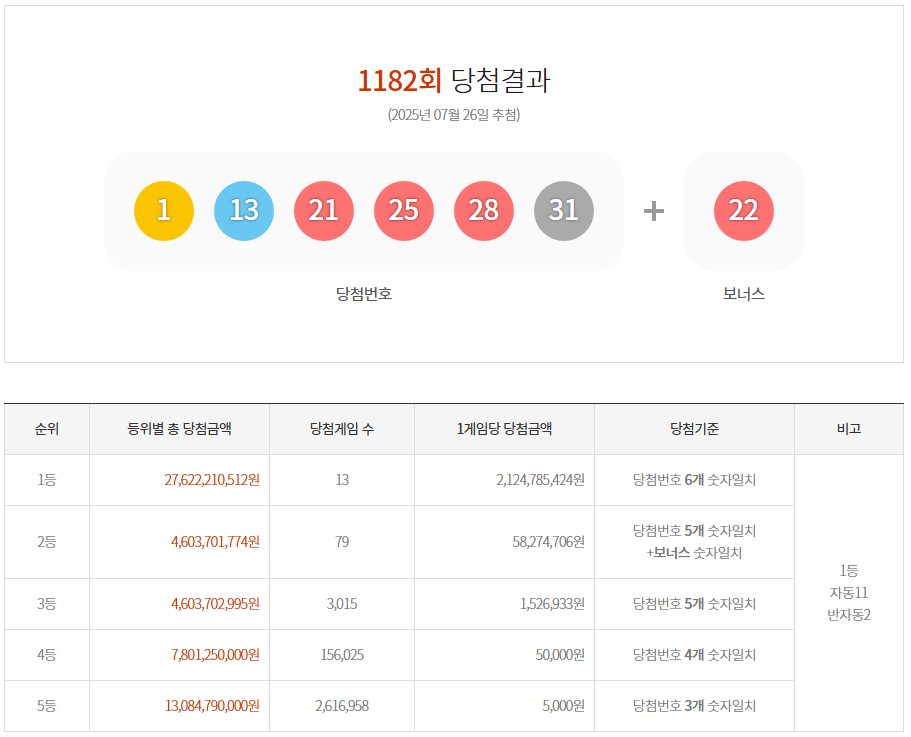 1182회 당첨결과
(2025년 07월 26일 추첨)
1 13 21 25 28 31 + 22
당첨번호 보너스
순위 등위별 총 당첨금액 당첨게임 수 1게임당 당첨금액 당첨기준 비고
1등 27,622,210,512원 13 2,124,785,424원 당첨번호 6개 숫자일치
2등 4,603,701,774원 79 58,274,706원 당첨번호 5개 숫자일치
+보너스 숫자일치
3등 4,603,702,995원 3,015 1,526,933원 당첨번호 5개 숫자일치
4등 7,801,250,000원 156,025 50,000원 당첨번호 4개 숫자일치
5등 13,084,790,000원 2,616,958 5,000원 당첨번호 3개 숫자일치
1등
자동11
반자동2